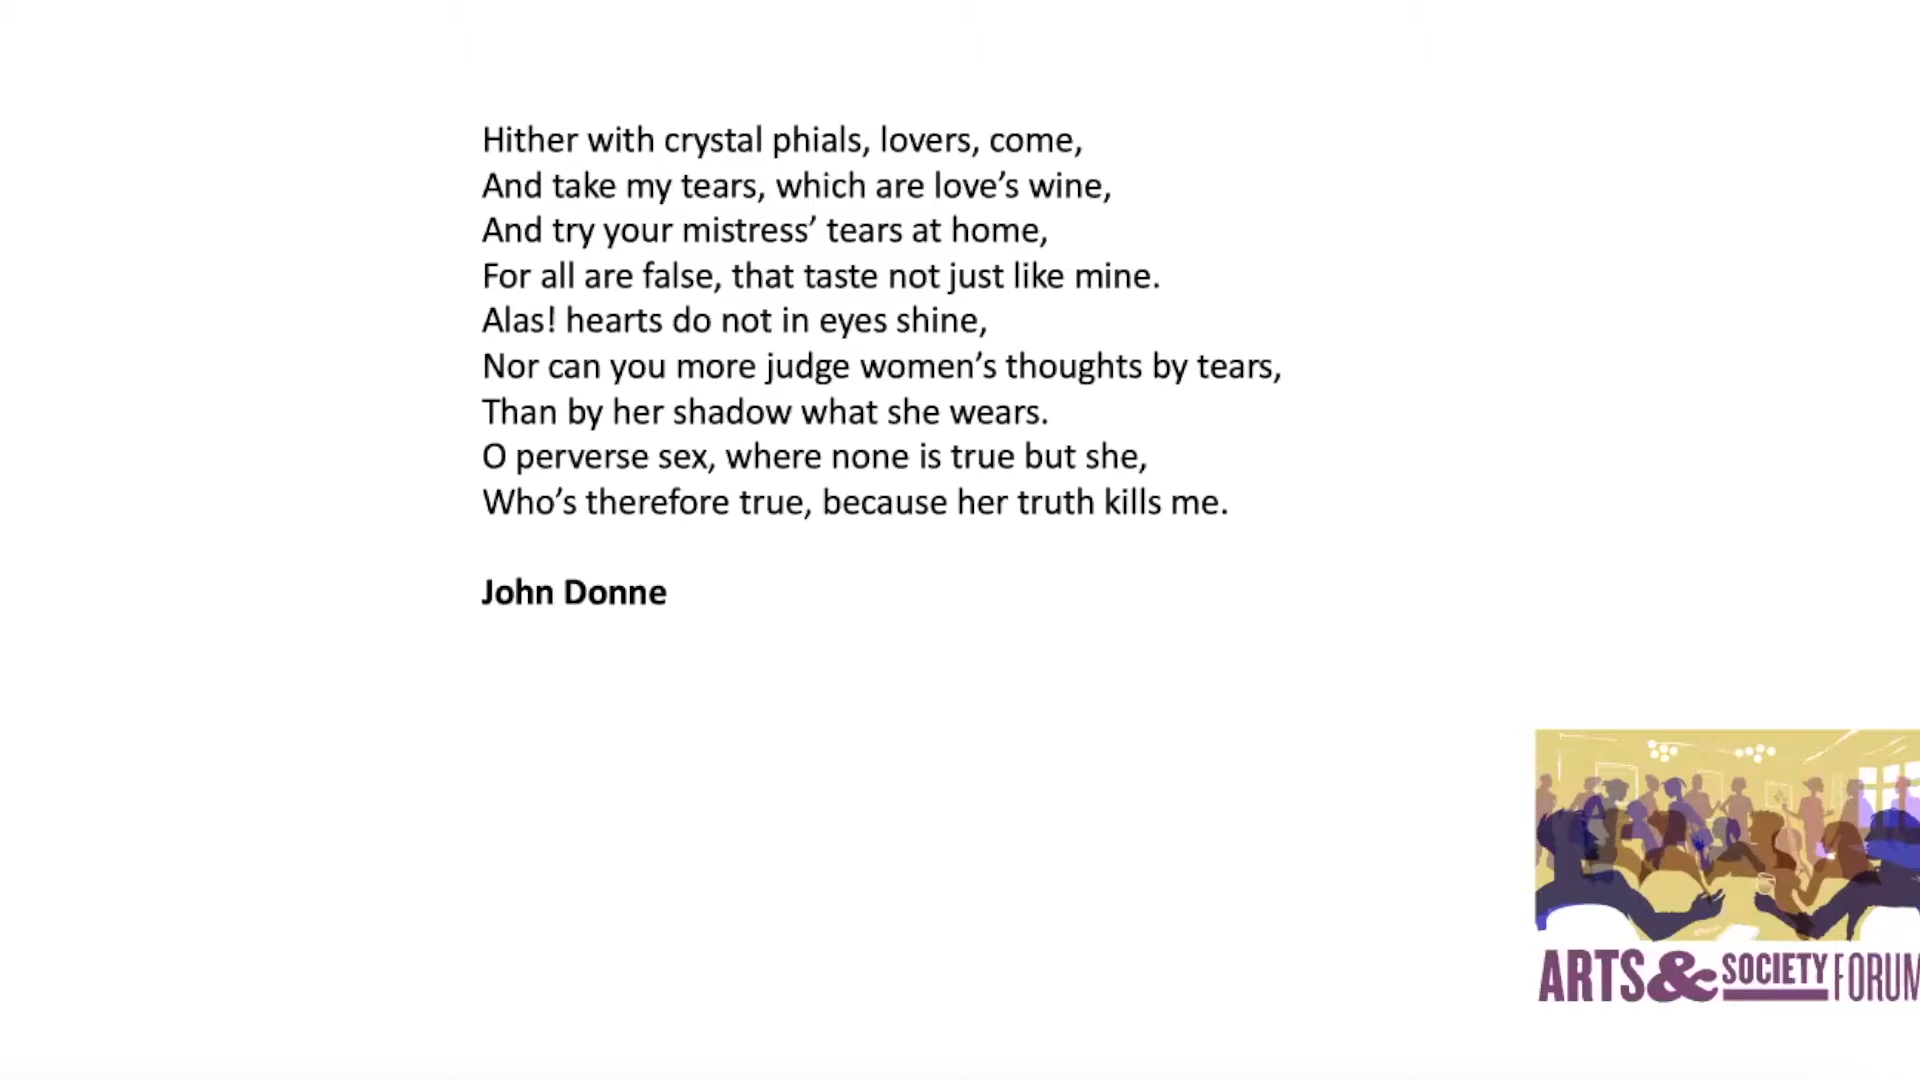 Hither with crystal phials, lovers, come,
And take my tears, which are love’s wine,
And try your mistress’ tears at home,
For all are false, that taste not just like mine.
Alas! hearts do not in eyes shine,
Nor can you more judge women’s thoughts by tears,
Than by her shadow what she wears.
O perverse sex, where none is true but she,
Who’s therefore true, because her truth kills me.
John Donne
ARTS & SOCIETY FORUM